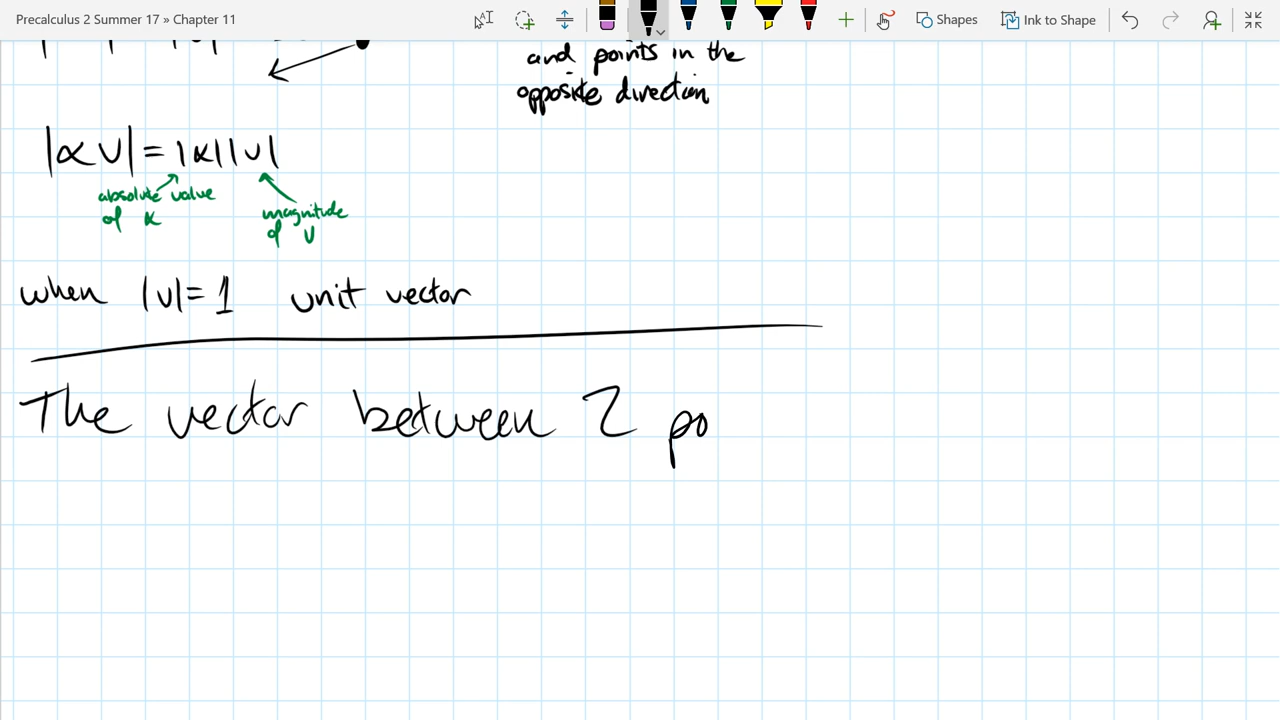 Precalculus 2 Summer 17 » Chapter 11
Shapes
Ink to Shape
and points in the
opposite direction
|α v| = |α| |v|
absolute value
of α
magnitude
of v
when |v| = 1 unit vector
The vector between 2 po